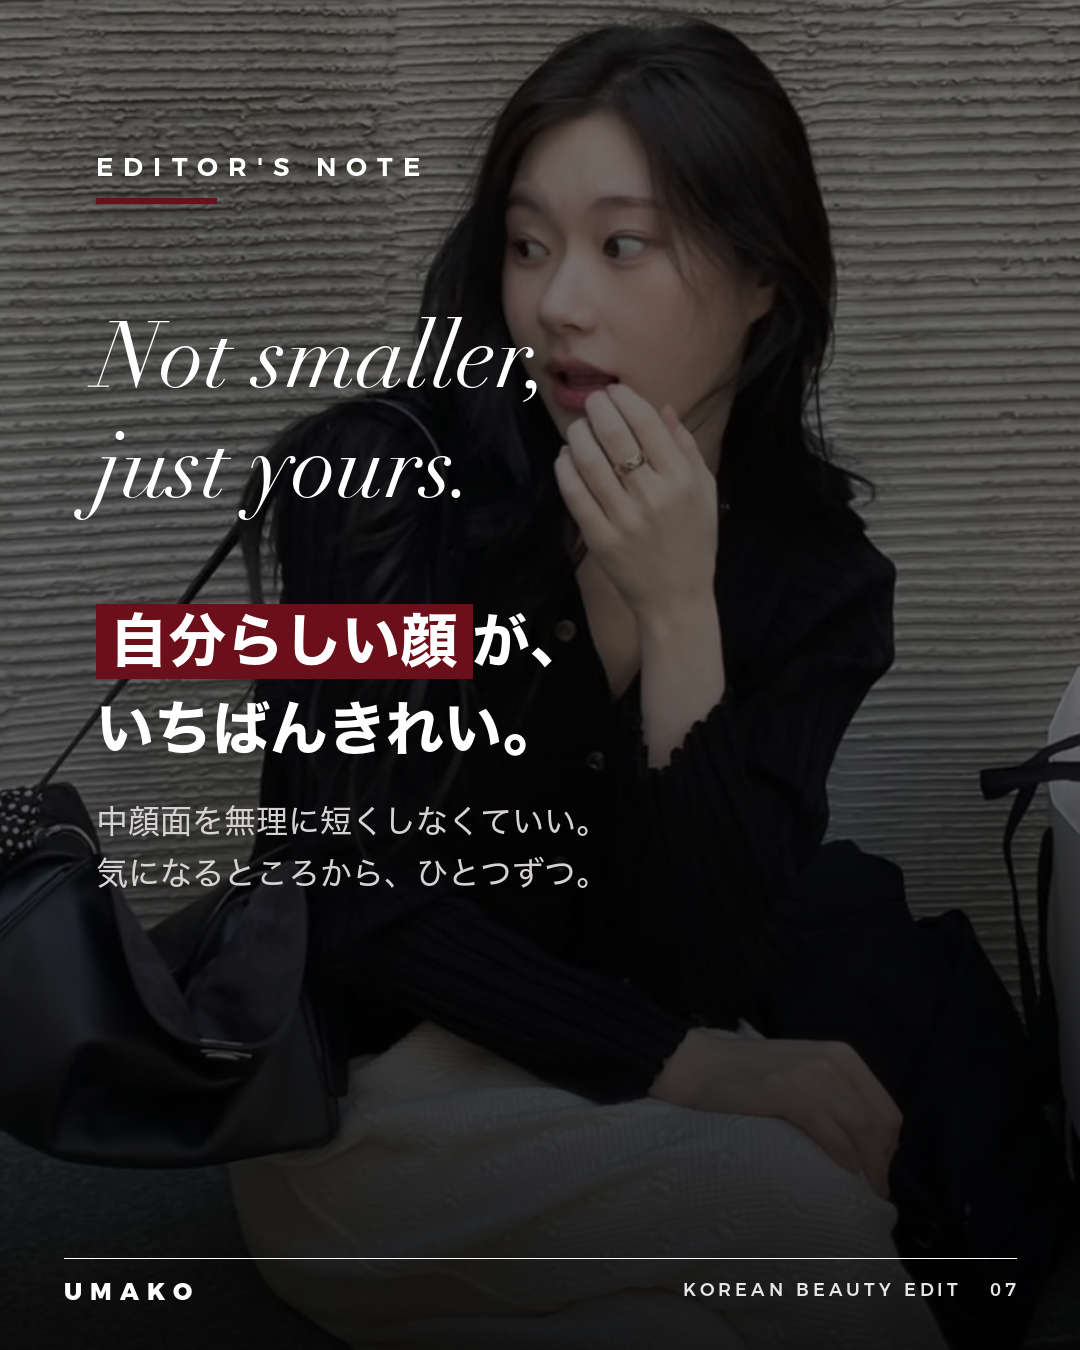 EDITOR'S NOTE
Not smaller,
just yours.
自分らしい顔が、
いちばんきれい。
中顔面を無理に短くしなくていい。
気になるところから、ひとつずつ。
UMAKO
KOREAN BEAUTY EDIT 07